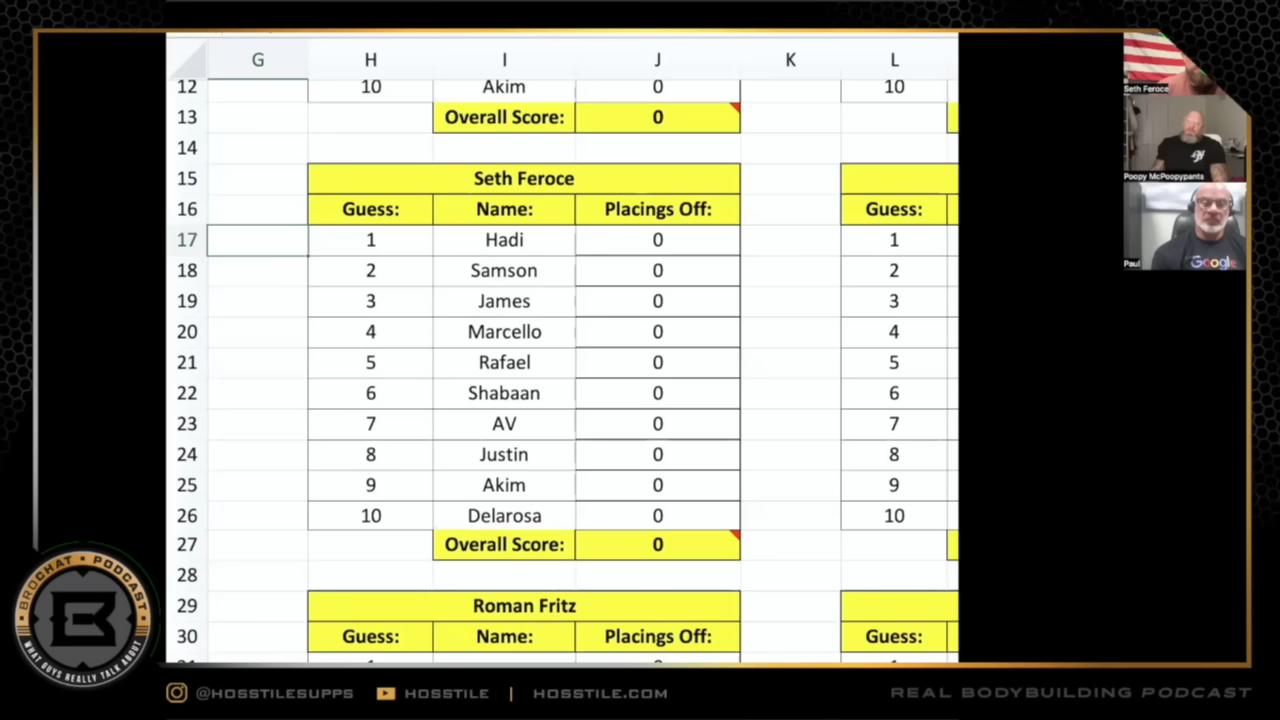 G H I J K L
12 10 Akim 0 10
13 Overall Score: 0
14
15 Seth Feroce
16 Guess: Name: Placings Off: Guess:
17 1 Hadi 0 1
18 2 Samson 0 2
19 3 James 0 3
20 4 Marcello 0 4
21 5 Rafael 0 5
22 6 Shabaan 0 6
23 7 AV 0 7
24 8 Justin 0 8
25 9 Akim 0 9
26 10 Delarosa 0 10
27 Overall Score: 0
28
29 Roman Fritz
30 Guess: Name: Placings Off: Guess:
Seth Feroce
Poopy McPoopypants
Google
Paul
BROCHAT • PODCAST
WHAT GUYS REALLY TALK ABOUT
@HOSSTILESUPPS HOSSTILE | HOSSTILE.COM
REAL BODYBUILDING PODCAST